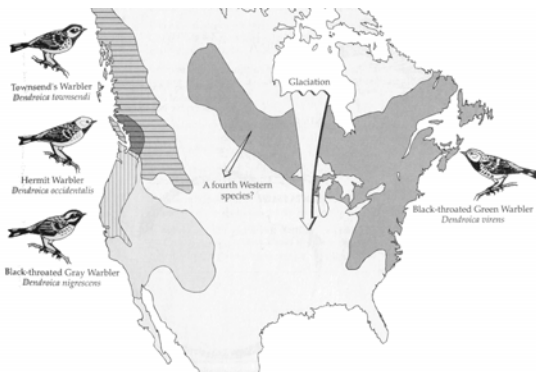 Townsend's Warbler
Dendroica townsendi
Hermit Warbler
Dendroica occidentalis
Black-throated Gray Warbler
Dendroica nigrescens
Glaciation
A fourth Western
species?
Black-throated Green Warbler
Dendroica virens